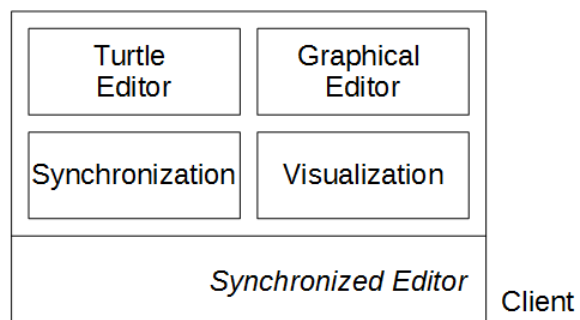 Turtle
Editor
Graphical
Editor
Synchronization
Visualization
Synchronized Editor
Client